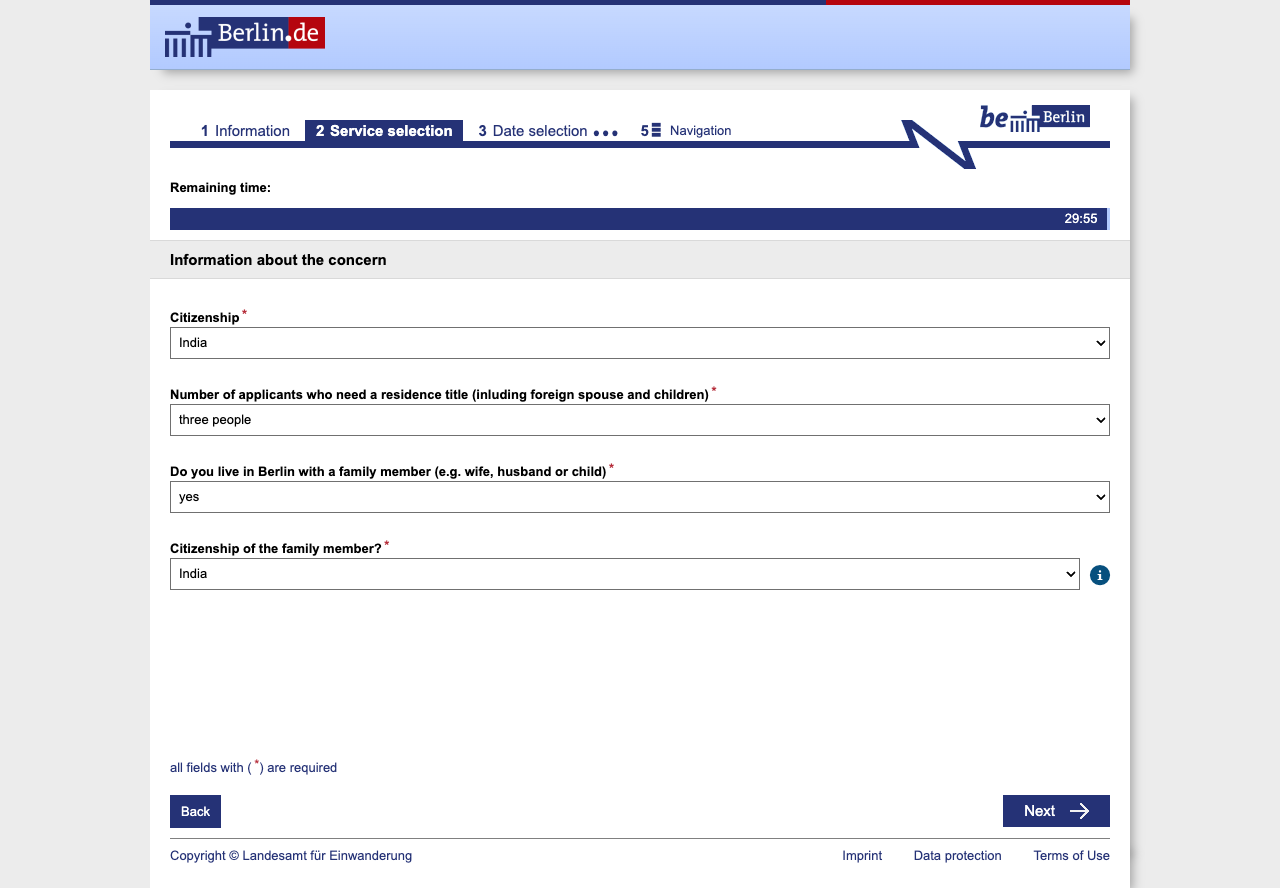 Berlin.de
be Berlin
1 Information 2 Service selection 3 Date selection ••• 5 Navigation
Remaining time:
29:55
Information about the concern
Citizenship *
India
Number of applicants who need a residence title (inluding foreign spouse and children) *
three people
Do you live in Berlin with a family member (e.g. wife, husband or child) *
yes
Citizenship of the family member? *
India
i
all fields with ( *) are required
Back Next →
Copyright © Landesamt für Einwanderung Imprint Data protection Terms of Use